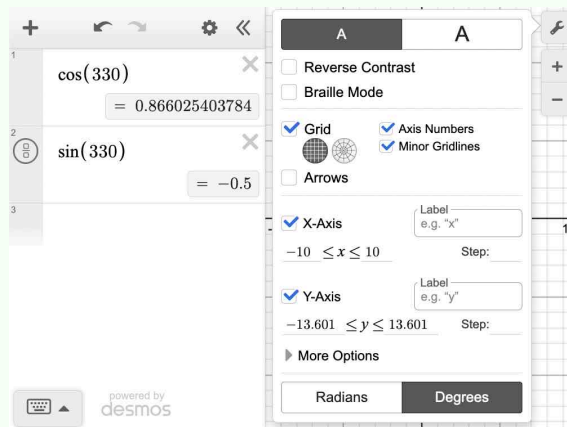 1
cos(330)
= 0.866025403784
2
sin(330)
= −0.5
3
powered by
desmos
A A
Reverse Contrast
Braille Mode
Grid
Axis Numbers
Minor Gridlines
Arrows
X-Axis
Label
e.g. "x"
−10 ≤ x ≤ 10 Step:
Y-Axis
Label
e.g. "y"
−13.601 ≤ y ≤ 13.601 Step:
More Options
Radians Degrees
1